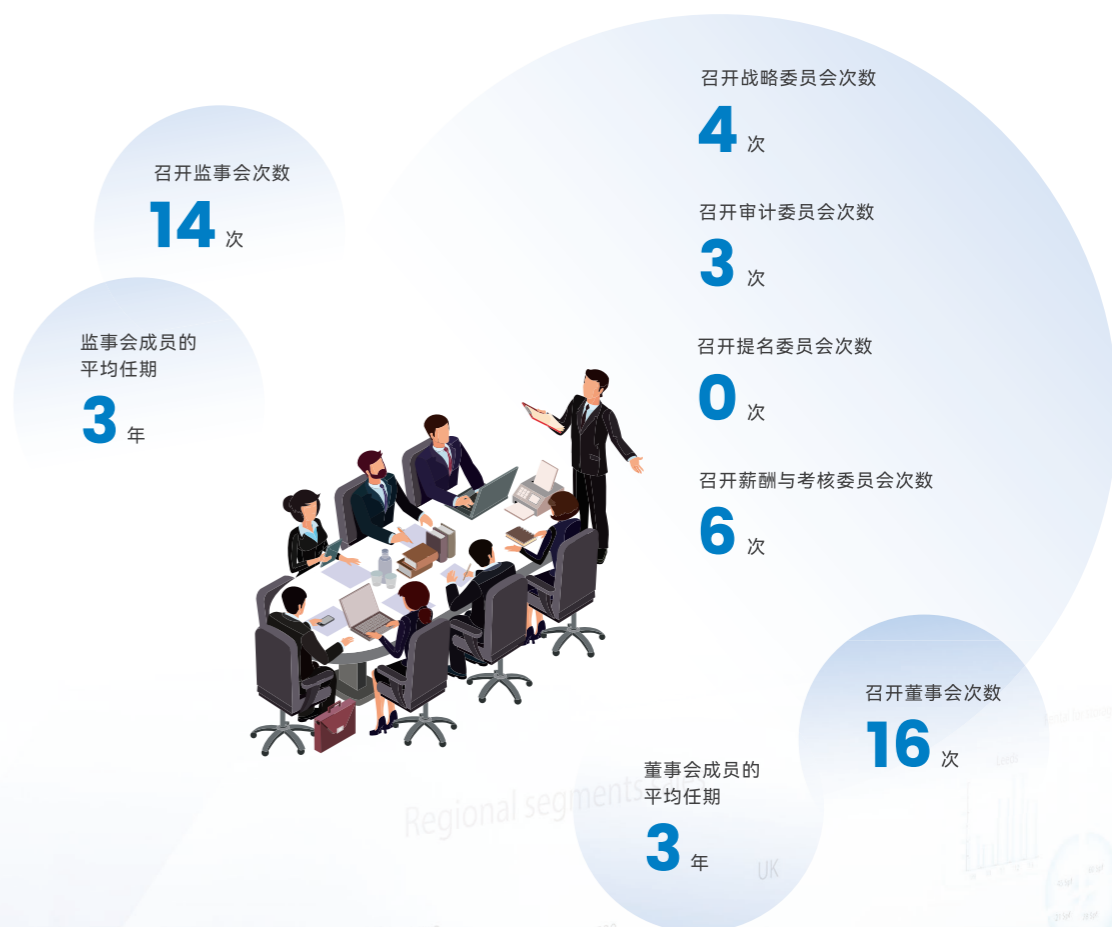 召开战略委员会次数
4 次
召开监事会次数
14 次
召开审计委员会次数
3 次
监事会成员的
平均任期
3 年
召开提名委员会次数
0 次
召开薪酬与考核委员会次数
6 次
召开董事会次数
16 次
董事会成员的
平均任期
3 年
Regional segments
UK